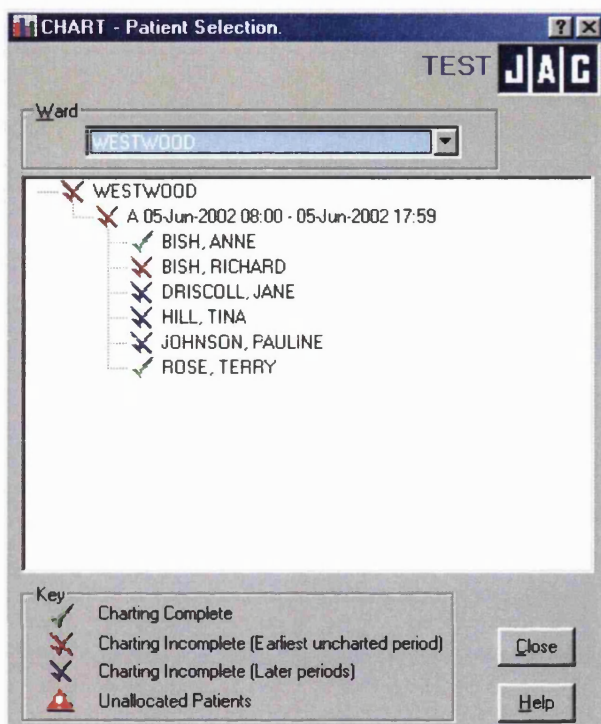 CHART - Patient Selection.
TEST JAC
Ward
WESTWOOD
WESTWOOD
A 05-Jun-2002 08:00 - 05-Jun-2002 17:59
BISH, ANNE
BISH, RICHARD
DRISCOLL, JANE
HILL, TINA
JOHNSON, PAULINE
ROSE, TERRY
Key
Charting Complete
Charting Incomplete (Earliest uncharted period)
Charting Incomplete (Later periods)
Unallocated Patients
Close
Help